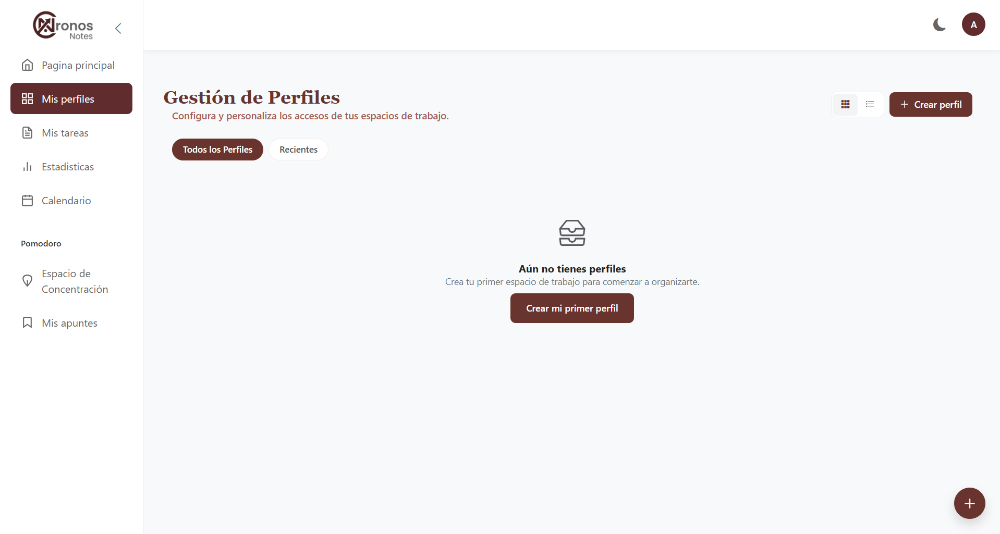 ronos
Notes
A
Pagina principal
Mis perfiles
Mis tareas
Estadisticas
Calendario
Pomodoro
Espacio de
Concentración
Mis apuntes
Gestión de Perfiles
Configura y personaliza los accesos de tus espacios de trabajo.
+ Crear perfil
Todos los Perfiles
Recientes
Aún no tienes perfiles
Crea tu primer espacio de trabajo para comenzar a organizarte.
Crear mi primer perfil
+